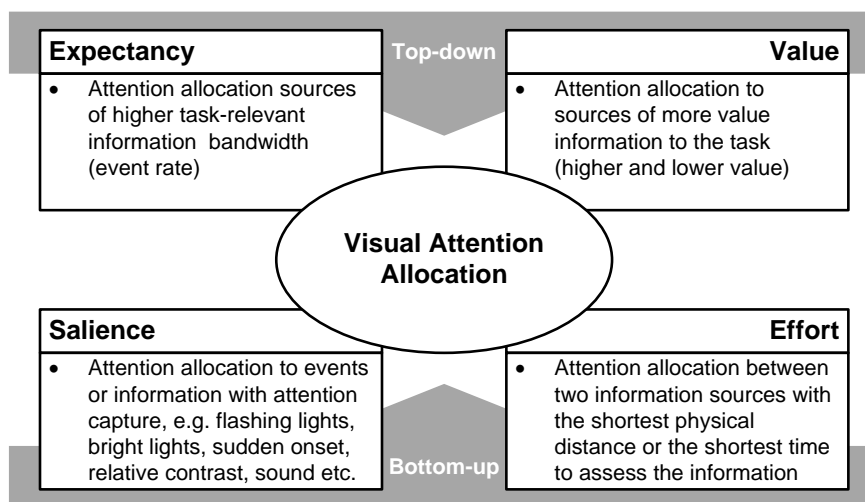 Expectancy
• Attention allocation sources
of higher task-relevant
information bandwidth
(event rate)
Top-down
Value
• Attention allocation to
sources of more value
information to the task
(higher and lower value)
Visual Attention
Allocation
Salience
• Attention allocation to events
or information with attention
capture, e.g. flashing lights,
bright lights, sudden onset,
relative contrast, sound etc.
Bottom-up
Effort
• Attention allocation between
two information sources with
the shortest physical
distance or the shortest time
to assess the information